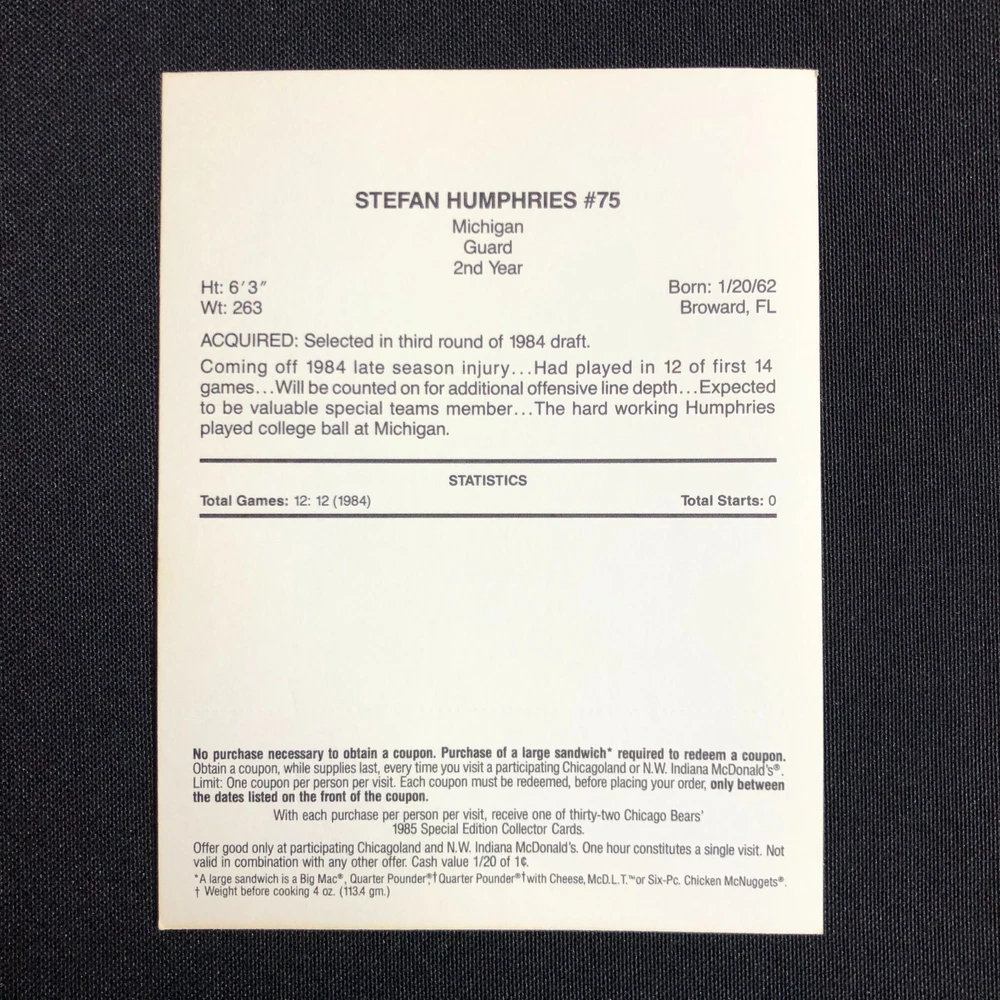 STEFAN HUMPHRIES #75
Michigan
Guard
2nd Year
Ht: 6′3″
Born: 1/20/62
Wt: 263
Broward, FL
ACQUIRED: Selected in third round of 1984 draft.
Coming off 1984 late season injury...Had played in 12 of first 14
games...Will be counted on for additional offensive line depth...Expected
to be valuable special teams member...The hard working Humphries
played college ball at Michigan.
STATISTICS
Total Games: 12: 12 (1984)
Total Starts: 0
No purchase necessary to obtain a coupon. Purchase of a large sandwich* required to redeem a coupon.
Obtain a coupon, while supplies last, every time you visit a participating Chicagoland or N.W. Indiana McDonald's®.
Limit: One coupon per person per visit. Each coupon must be redeemed, before placing your order, only between
the dates listed on the front of the coupon.
With each purchase per person per visit, receive one of thirty-two Chicago Bears'
1985 Special Edition Collector Cards.
Offer good only at participating Chicagoland and N.W. Indiana McDonald's. One hour constitutes a single visit. Not
valid in combination with any other offer. Cash value 1/20 of 1¢.
*A large sandwich is a Big Mac®, Quarter Pounder®,† Quarter Pounder®† with Cheese, McD.L.T.™ or Six-Pc. Chicken McNuggets®.
† Weight before cooking 4 oz. (113.4 gm.)